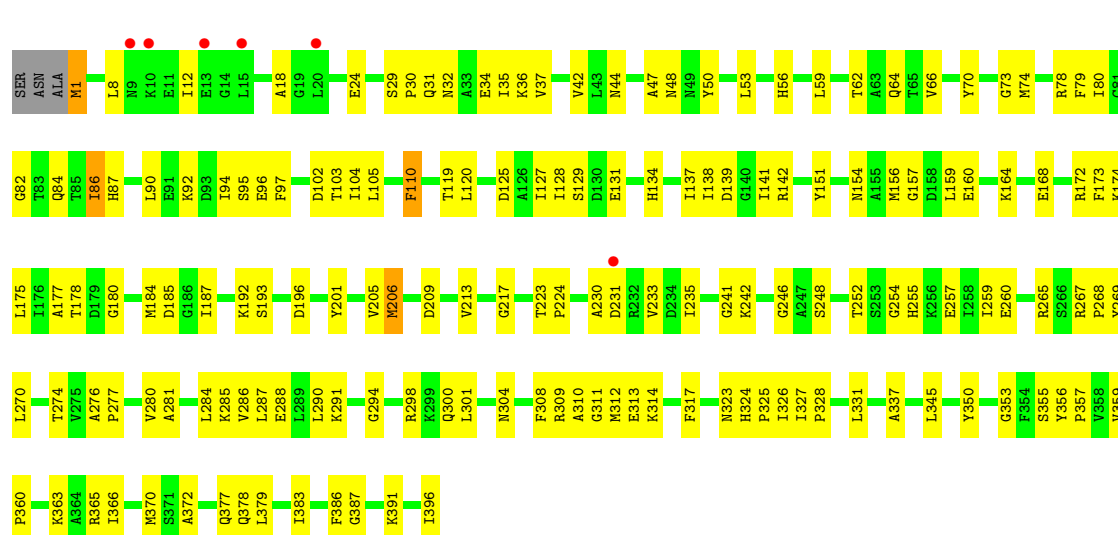 SER ASN ALA M1 L8 N9 K10 E11 I12 E13 G14 L15 A18 G19 L20 E24 S29 P30 Q31 N32 A33 E34 I35 K36 V37 V42 L43 N44 A47 N48 N49 Y50 L53 H56 L59 T62 A63 Q64 T65 V66 Y70 G73 M74 R78 F79 I80 G81
G82 T83 Q84 T85 I86 H87 L90 E91 K92 D93 I94 S95 E96 F97 D102 T103 I104 L105 F110 T119 L120 D125 A126 I127 I128 S129 D130 E131 H134 I137 I138 D139 G140 I141 R142 Y151 N154 A155 M156 G157 D158 L159 E160 K164 E168 R172 F173 K174
L175 I176 A177 T178 D179 G180 M184 D185 G186 I187 K192 S193 D196 Y201 V205 M206 D209 V213 G217 T223 P224 A230 D231 R232 V233 D234 I235 G241 K242 G246 A247 S248 T252 S253 G254 H255 K256 E257 I258 I259 E260 R265 S266 R267 P268 Y269
L270 T274 V275 A276 P277 V280 A281 L284 K285 V286 L287 E288 L289 L290 K291 G294 R298 K299 Q300 L301 N304 F308 R309 A310 G311 M312 E313 K314 F317 N323 H324 P325 I326 I327 P328 L331 A337 L345 Y350 G353 F354 S355 Y356 P357 V358 V359
P360 K363 A364 R365 I366 M370 S371 A372 Q377 Q378 L379 I383 F386 G387 K391 I396